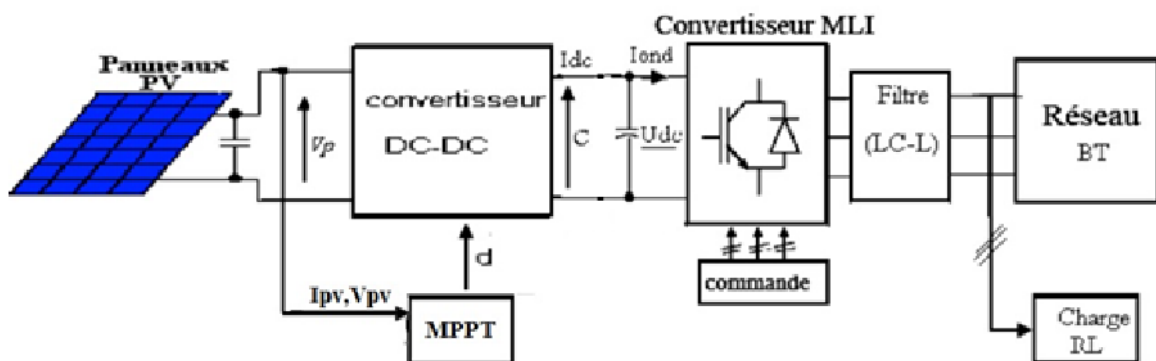 Convertisseur MLI
Panneaux
PV
Vp
convertisseur
DC-DC
Idc
C
Iond
Udc
Filtre
(LC-L)
Réseau
BT
d
Ipv,Vpv
MPPT
commande
Charge
RL